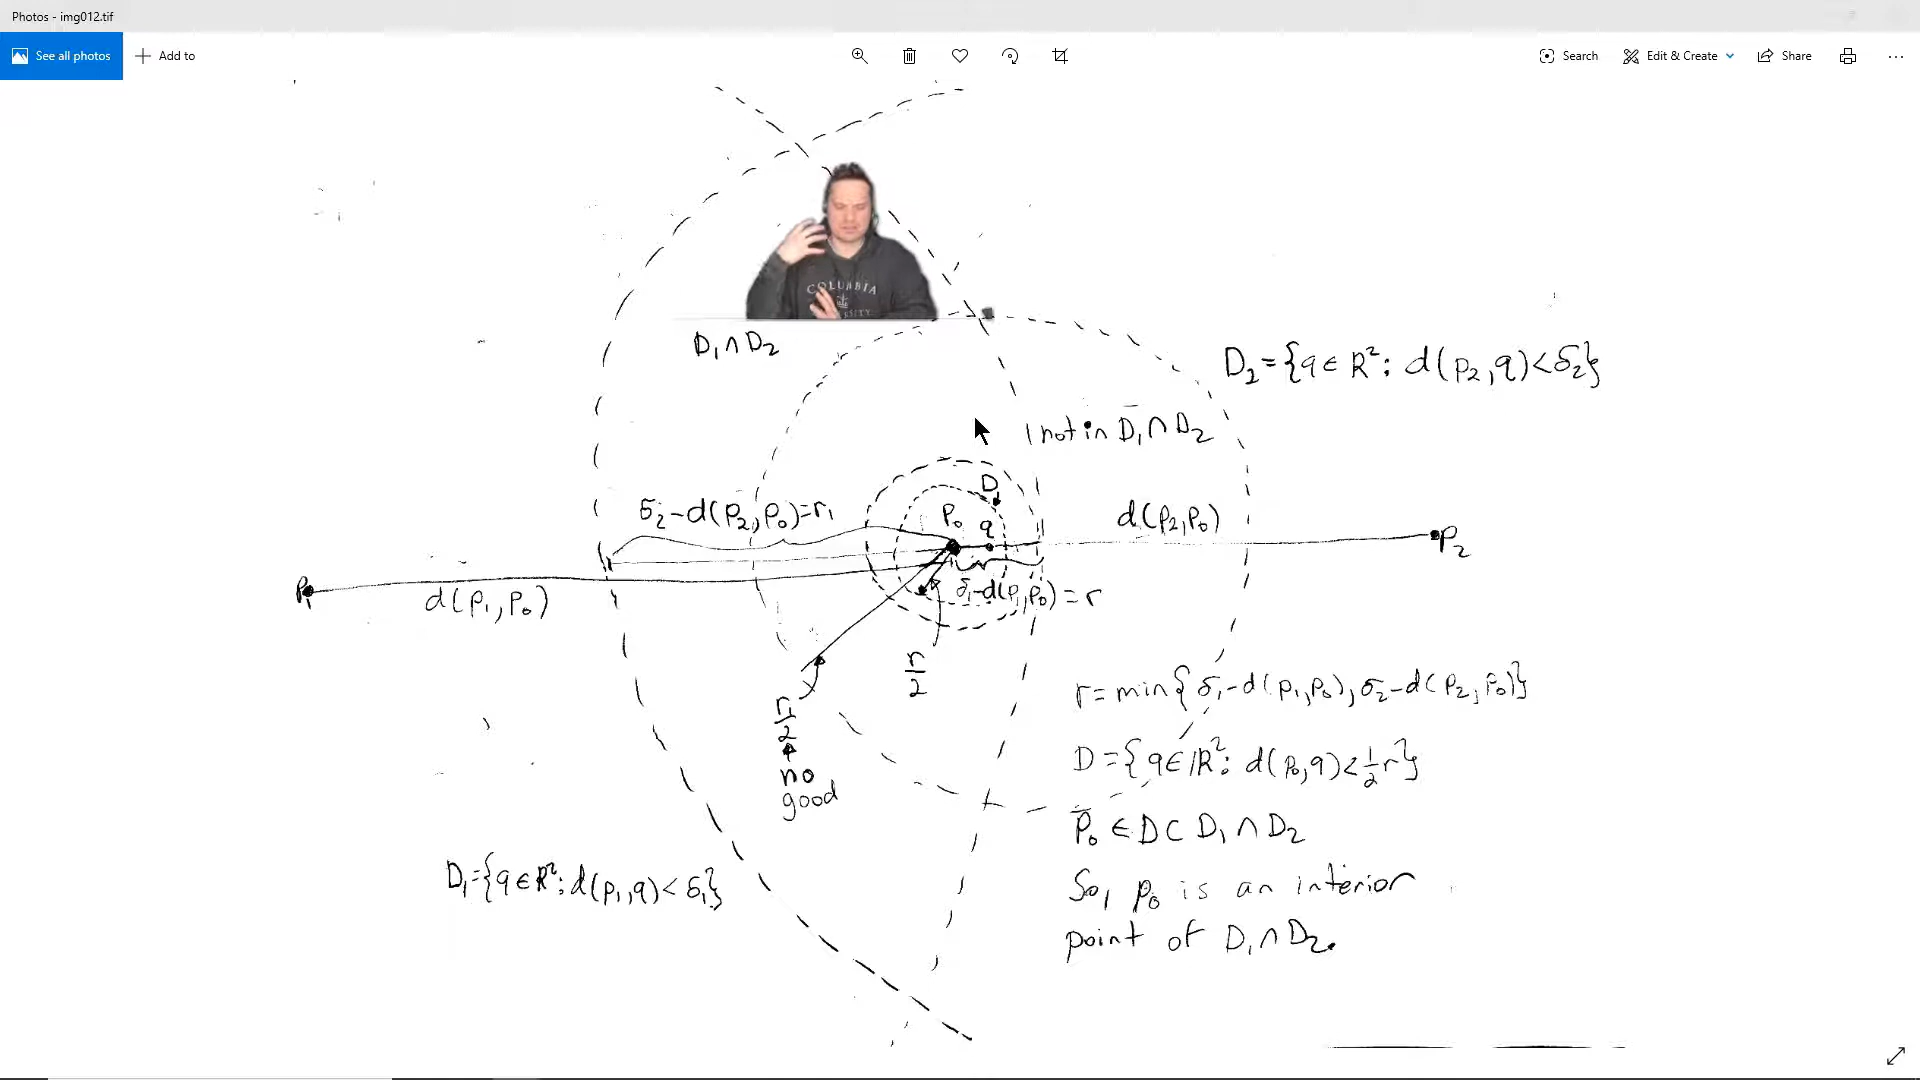 Photos - img012.tif
See all photos
Add to
Search
Edit & Create
Share
COLUMBIA
D₁∩D₂
D₂={q∈R²: d(p₂,q)<δ₂}
not in D₁∩D₂
D
δ₂-d(p₂,p₀)=r₁
p₀
q
d(p₂,p₀)
p₂
p₁
d(p₁,p₀)
δ₁-d(p₁,p₀)=r
r/2
r₁/2
no
good
r=min{δ₁-d(p₁,p₀),δ₂-d(p₂,p₀)}
D={q∈R²: d(p₀,q)<½r}
p₀∈D⊂D₁∩D₂
D₁={q∈R²: d(p₁,q)<δ₁}
So, p₀ is an interior
point of D₁∩D₂.